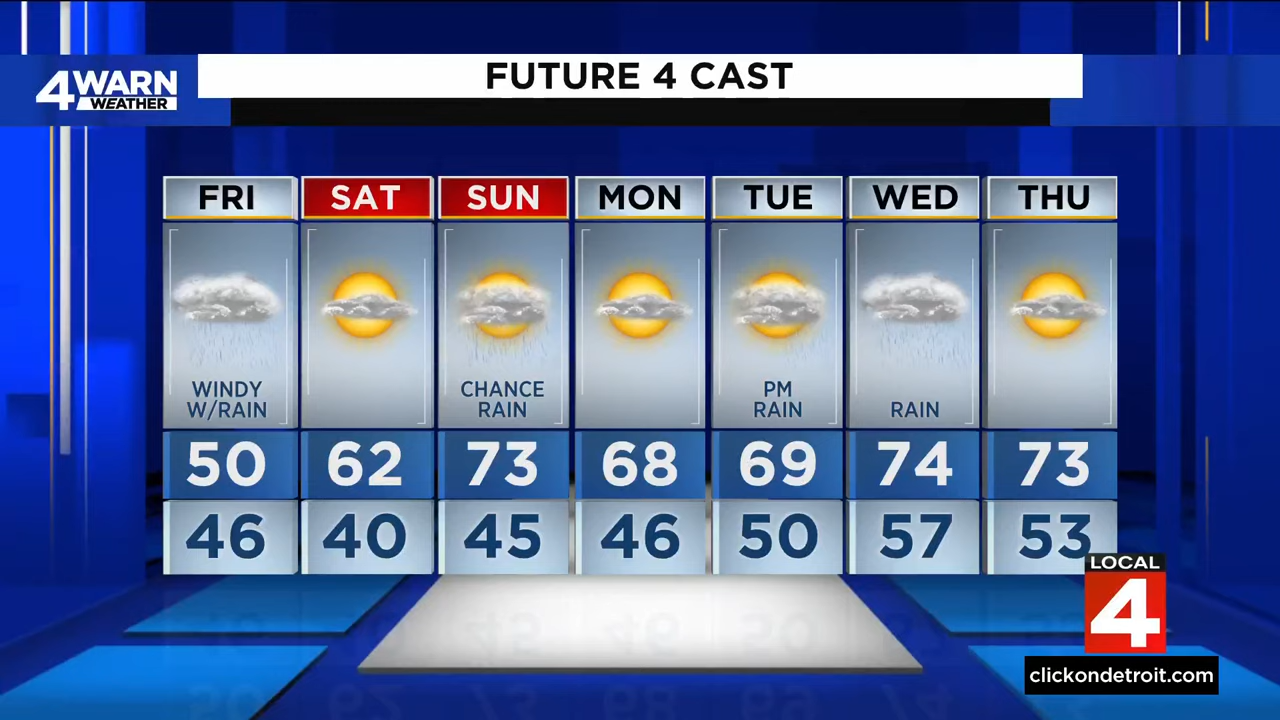 4WARN
WEATHER
FUTURE 4 CAST
FRI SAT SUN MON TUE WED THU
WINDY
W/RAIN
CHANCE
RAIN
PM
RAIN
RAIN
50 62 73 68 69 74 73
46 40 45 46 50 57 53
LOCAL
4
clickondetroit.com